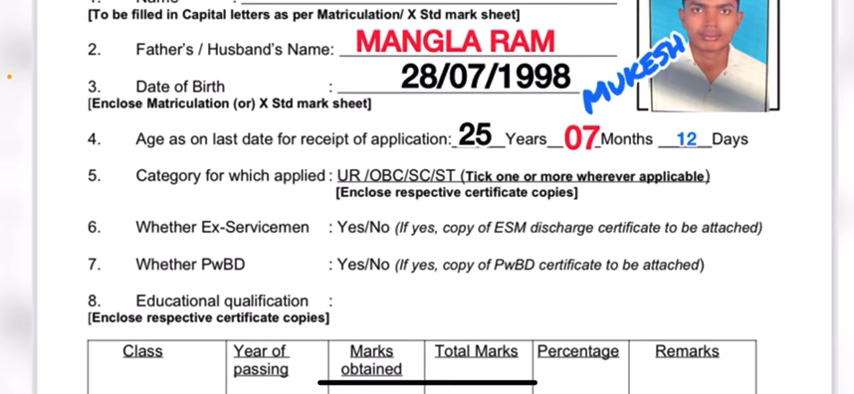 [To be filled in Capital letters as per Matriculation/ X Std mark sheet]
2. Father's / Husband's Name: MANGLA RAM
3. Date of Birth : 28/07/1998
MUKESH
[Enclose Matriculation (or) X Std mark sheet]
4. Age as on last date for receipt of application: 25 Years 07 Months 12 Days
5. Category for which applied : UR /OBC/SC/ST (Tick one or more wherever applicable)
[Enclose respective certificate copies]
6. Whether Ex-Servicemen : Yes/No (If yes, copy of ESM discharge certificate to be attached)
7. Whether PwBD : Yes/No (If yes, copy of PwBD certificate to be attached)
8. Educational qualification :
[Enclose respective certificate copies]
Class Year of passing Marks obtained Total Marks Percentage Remarks